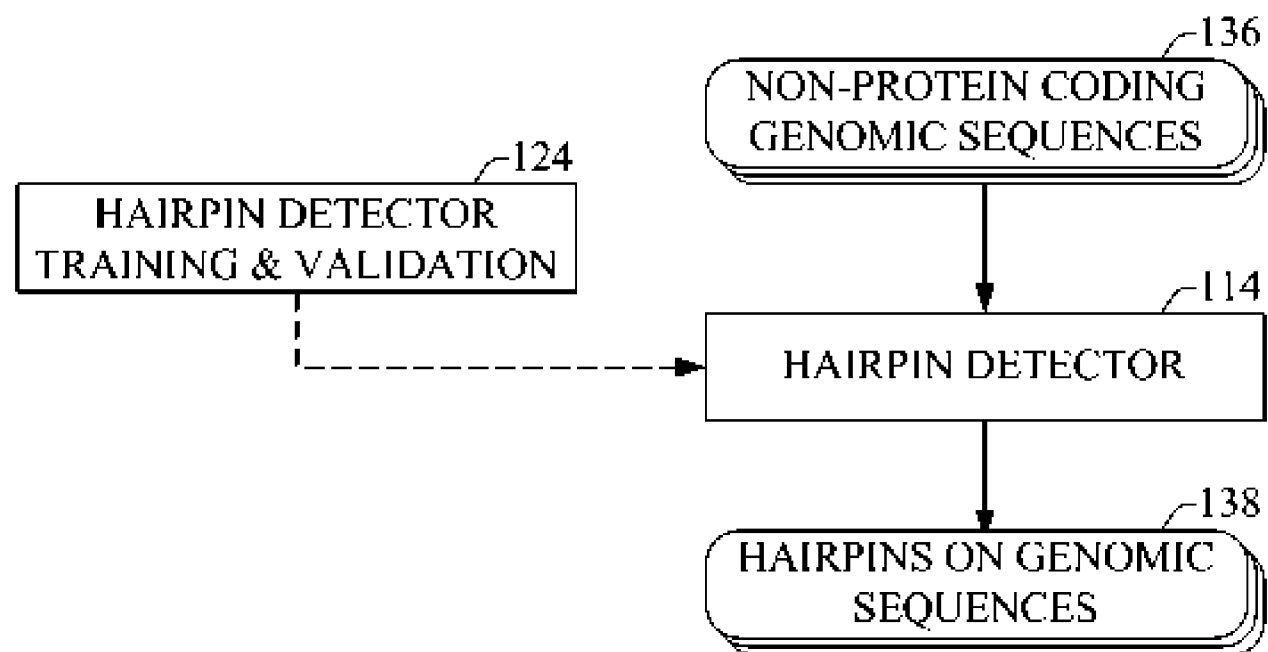 136
NON-PROTEIN CODING
GENOMIC SEQUENCES
124
HAIRPIN DETECTOR
TRAINING & VALIDATION
114
HAIRPIN DETECTOR
138
HAIRPINS ON GENOMIC
SEQUENCES